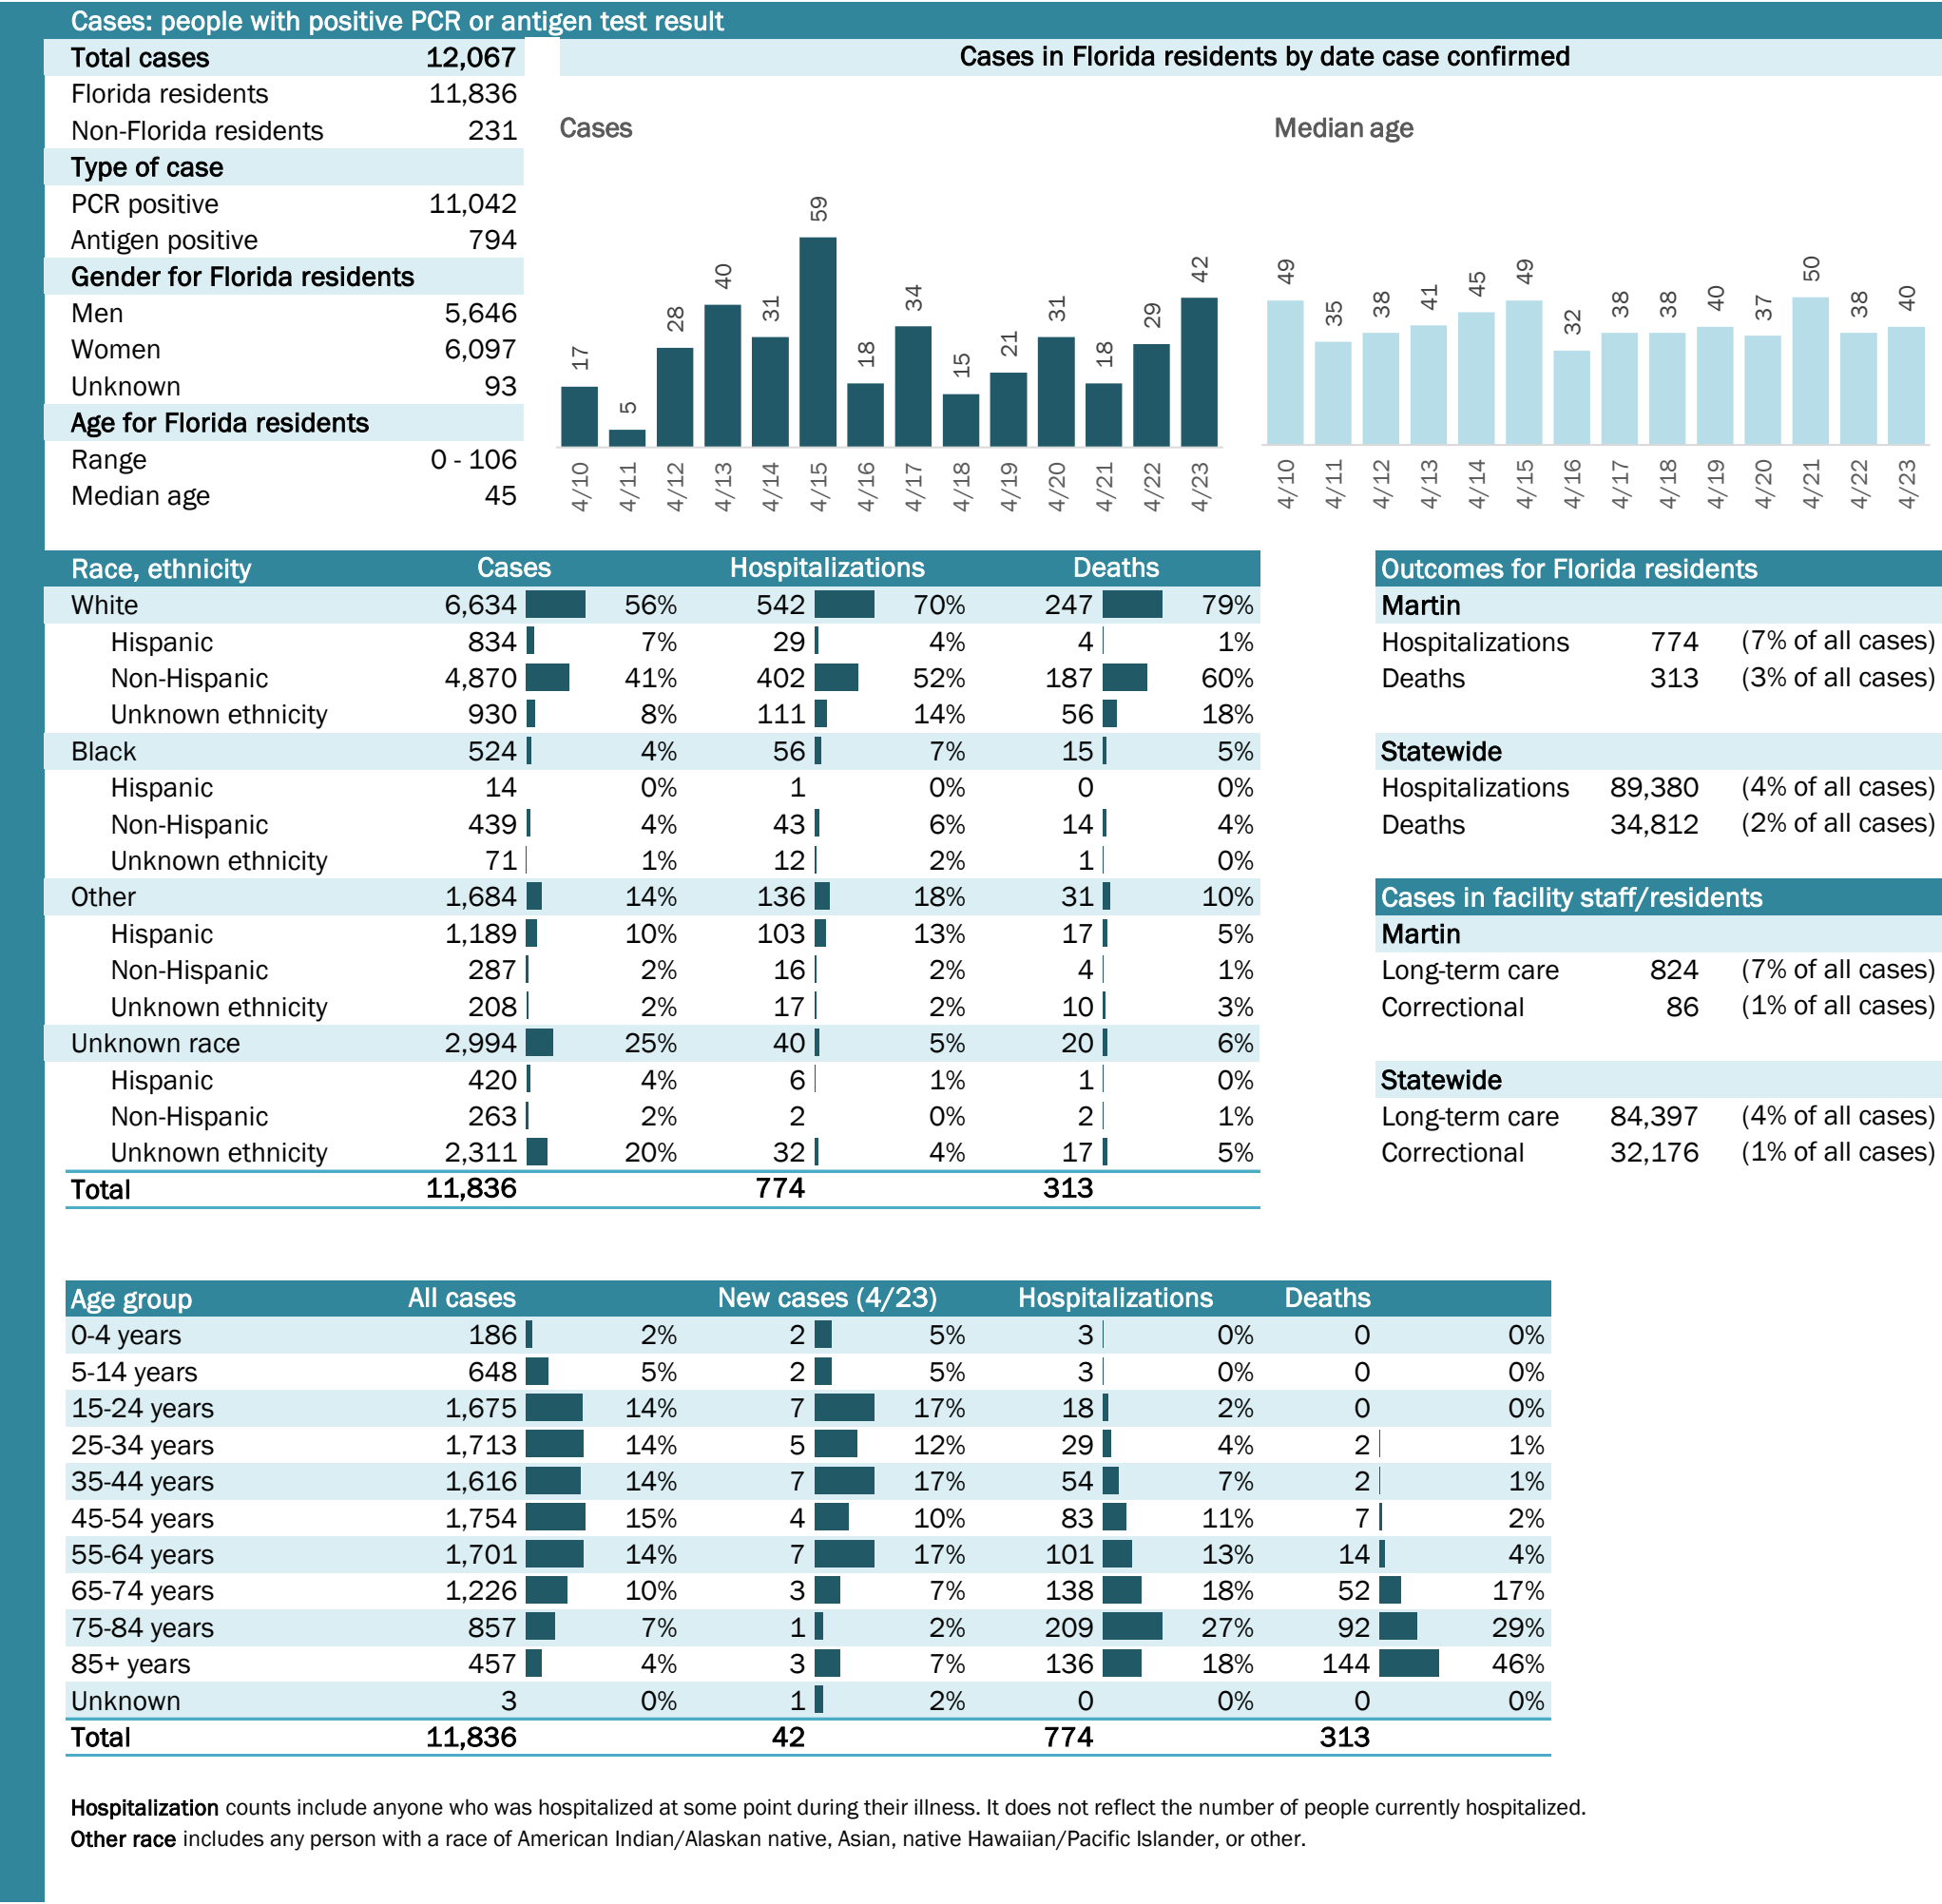 Cases: people with positive PCR or antigen test result
Total cases 12,067
Florida residents 11,836
Non-Florida residents 231
Type of case
PCR positive 11,042
Antigen positive 794
Gender for Florida residents
Men 5,646
Women 6,097
Unknown 93
Age for Florida residents
Range 0 - 106
Median age 45
Cases in Florida residents by date case confirmed
Cases
17 5 28 40 31 59 18 34 15 21 31 18 29 42
4/10 4/11 4/12 4/13 4/14 4/15 4/16 4/17 4/18 4/19 4/20 4/21 4/22 4/23
Median age
49 35 38 41 45 49 32 38 38 40 37 50 38 40
4/10 4/11 4/12 4/13 4/14 4/15 4/16 4/17 4/18 4/19 4/20 4/21 4/22 4/23
Race, ethnicity Cases Hospitalizations Deaths
White 6,634 56% 542 70% 247 79%
Hispanic 834 7% 29 4% 4 1%
Non-Hispanic 4,870 41% 402 52% 187 60%
Unknown ethnicity 930 8% 111 14% 56 18%
Black 524 4% 56 7% 15 5%
Hispanic 14 0% 1 0% 0 0%
Non-Hispanic 439 4% 43 6% 14 4%
Unknown ethnicity 71 1% 12 2% 1 0%
Other 1,684 14% 136 18% 31 10%
Hispanic 1,189 10% 103 13% 17 5%
Non-Hispanic 287 2% 16 2% 4 1%
Unknown ethnicity 208 2% 17 2% 10 3%
Unknown race 2,994 25% 40 5% 20 6%
Hispanic 420 4% 6 1% 1 0%
Non-Hispanic 263 2% 2 0% 2 1%
Unknown ethnicity 2,311 20% 32 4% 17 5%
Total 11,836 774 313
Outcomes for Florida residents
Martin
Hospitalizations 774 (7% of all cases)
Deaths 313 (3% of all cases)
Statewide
Hospitalizations 89,380 (4% of all cases)
Deaths 34,812 (2% of all cases)
Cases in facility staff/residents
Martin
Long-term care 824 (7% of all cases)
Correctional 86 (1% of all cases)
Statewide
Long-term care 84,397 (4% of all cases)
Correctional 32,176 (1% of all cases)
Age group All cases New cases (4/23) Hospitalizations Deaths
0-4 years 186 2% 2 5% 3 0% 0 0%
5-14 years 648 5% 2 5% 3 0% 0 0%
15-24 years 1,675 14% 7 17% 18 2% 0 0%
25-34 years 1,713 14% 5 12% 29 4% 2 1%
35-44 years 1,616 14% 7 17% 54 7% 2 1%
45-54 years 1,754 15% 4 10% 83 11% 7 2%
55-64 years 1,701 14% 7 17% 101 13% 14 4%
65-74 years 1,226 10% 3 7% 138 18% 52 17%
75-84 years 857 7% 1 2% 209 27% 92 29%
85+ years 457 4% 3 7% 136 18% 144 46%
Unknown 3 0% 1 2% 0 0% 0 0%
Total 11,836 42 774 313
Hospitalization counts include anyone who was hospitalized at some point during their illness. It does not reflect the number of people currently hospitalized.
Other race includes any person with a race of American Indian/Alaskan native, Asian, native Hawaiian/Pacific Islander, or other.